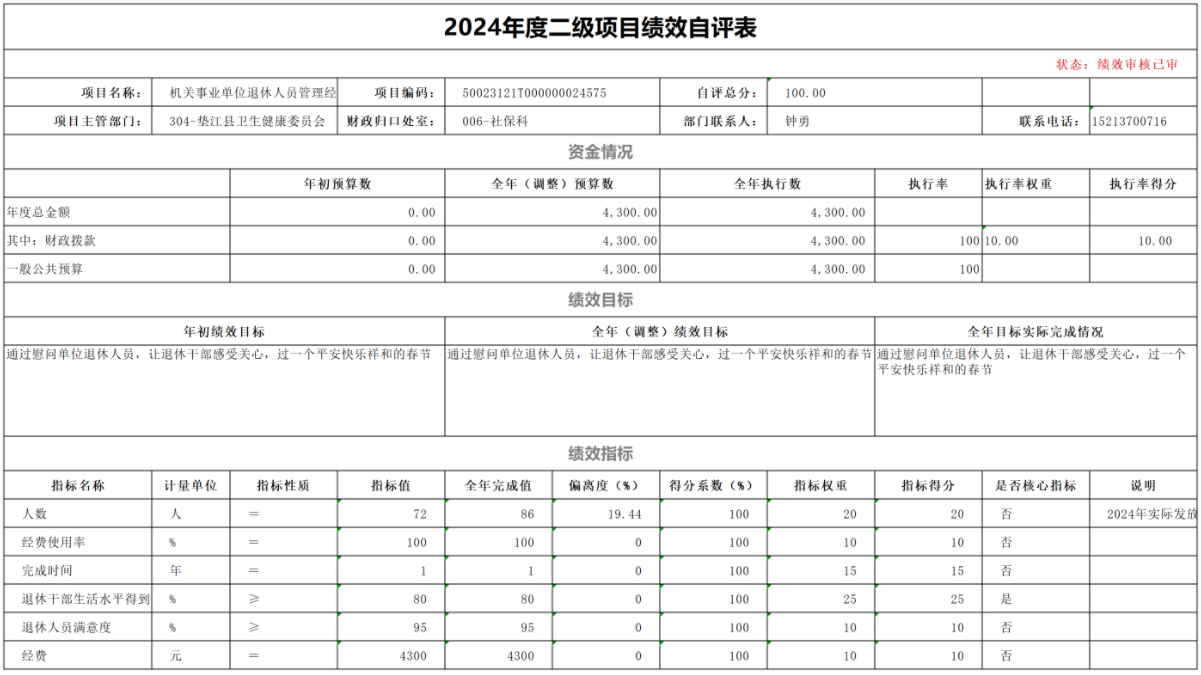 2024年度二级项目绩效自评表
状态：绩效审核已审
项目名称： 机关事业单位退休人员管理经 项目编码： 50023121T000000024575 自评总分： 100.00
项目主管部门： 304-垫江县卫生健康委员会 财政归口处室： 006-社保科 部门联系人： 钟勇 联系电话： 15213700716
资金情况
年初预算数 全年（调整）预算数 全年执行数 执行率 执行率权重 执行率得分
年度总金额 0.00 4,300.00 4,300.00
其中：财政拨款 0.00 4,300.00 4,300.00 100 10.00 10.00
一般公共预算 0.00 4,300.00 4,300.00 100
绩效目标
年初绩效目标 全年（调整）绩效目标 全年目标实际完成情况
通过慰问单位退休人员，让退休干部感受关心，过一个平安快乐祥和的春节 通过慰问单位退休人员，让退休干部感受关心，过一个平安快乐祥和的春节 通过慰问单位退休人员，让退休干部感受关心，过一个
平安快乐祥和的春节
绩效指标
指标名称 计量单位 指标性质 指标值 全年完成值 偏离度（%） 得分系数（%） 指标权重 指标得分 是否核心指标 说明
人数 人 ＝ 72 86 19.44 100 20 20 否 2024年实际发放
经费使用率 % ＝ 100 100 0 100 10 10 否
完成时间 年 ＝ 1 1 0 100 15 15 否
退休干部生活水平得到 % ≥ 80 80 0 100 25 25 是
退休人员满意度 % ≥ 95 95 0 100 10 10 否
经费 元 ＝ 4300 4300 0 100 10 10 否